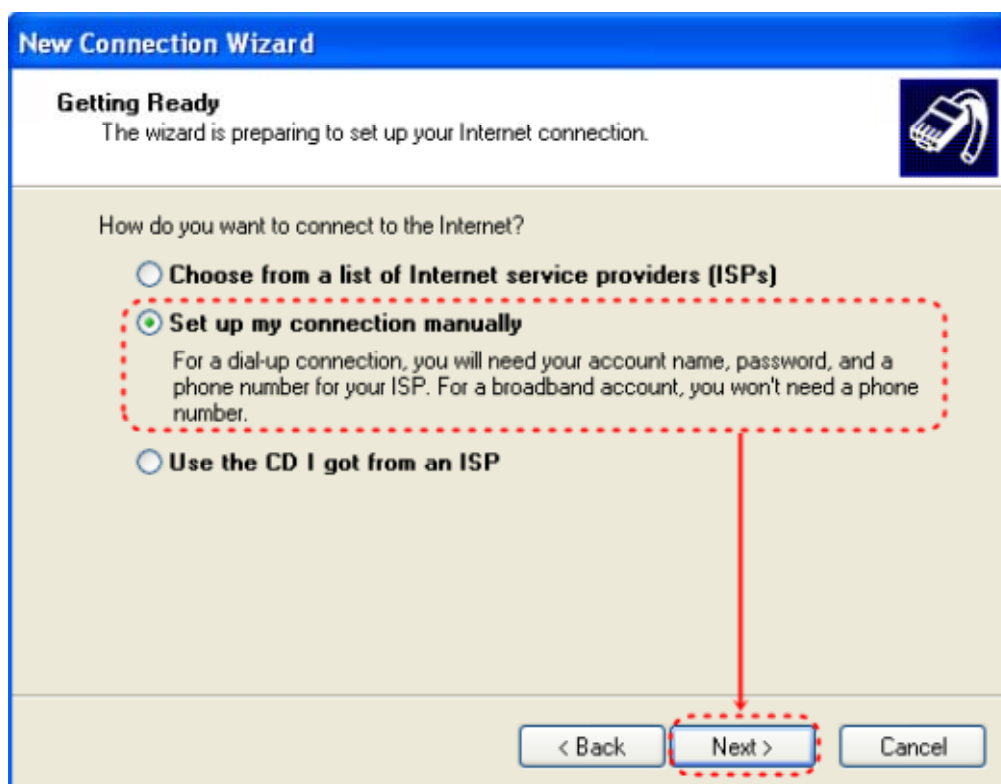 New Connection Wizard
Getting Ready
The wizard is preparing to set up your Internet connection.
How do you want to connect to the Internet?
Choose from a list of Internet service providers (ISPs)
Set up my connection manually
For a dial-up connection, you will need your account name, password, and a
phone number for your ISP. For a broadband account, you won't need a phone
number.
Use the CD I got from an ISP
< Back
Next >
Cancel